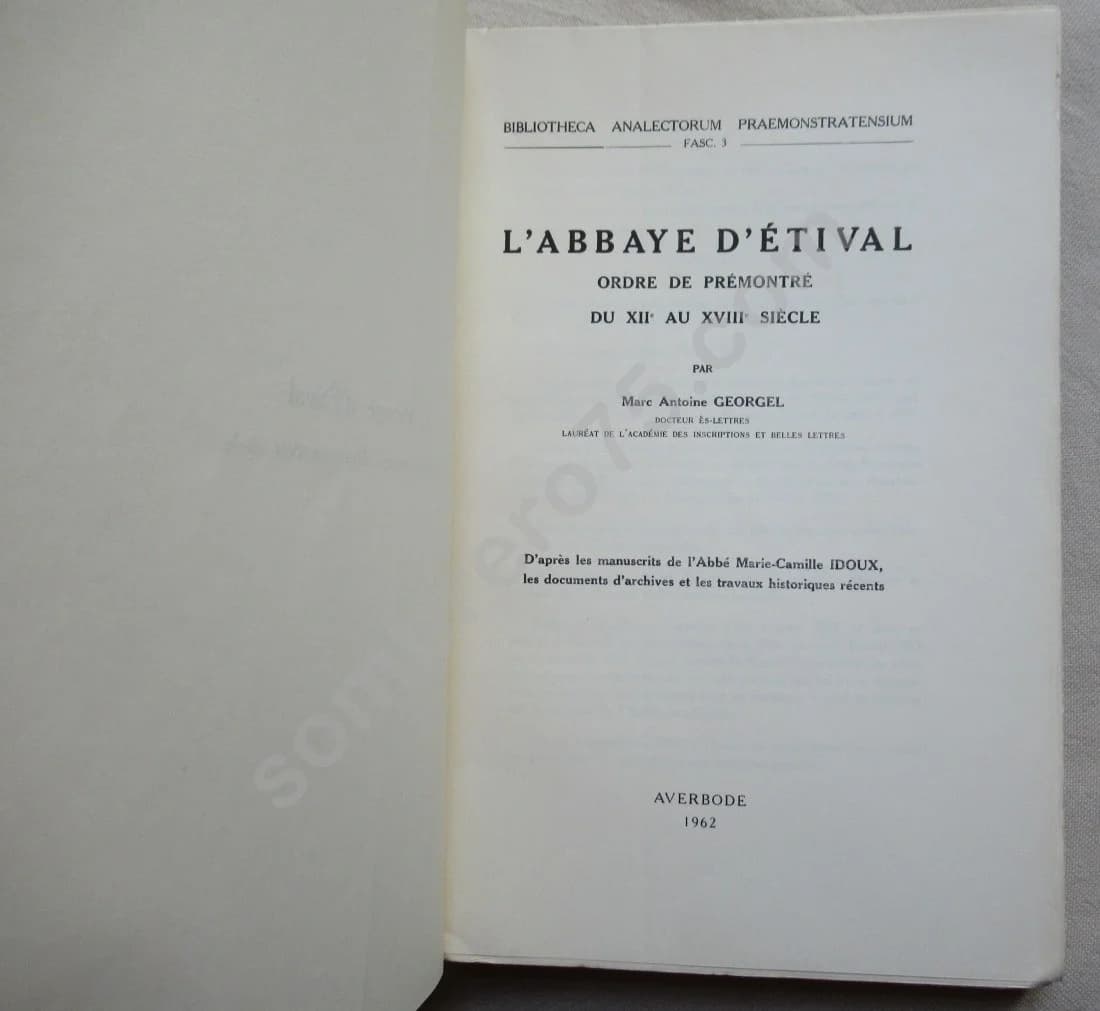 BIBLIOTHECA ANALECTORUM PRAEMONSTRATENSIUM
FASC. 3
L'ABBAYE D'ÉTIVAL
ORDRE DE PRÉMONTRÉ
DU XIIe AU XVIIIe SIÈCLE
PAR
Marc Antoine GEORGEL
DOCTEUR ÈS-LETTRES
LAURÉAT DE L'ACADÉMIE DES INSCRIPTIONS ET BELLES LETTRES
D'après les manuscrits de l'Abbé Marie-Camille IDOUX,
les documents d'archives et les travaux historiques récents
AVERBODE
1962